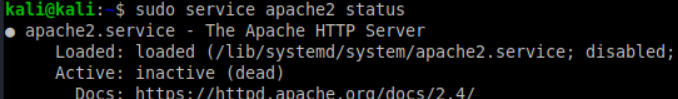 kali@kali:~$ sudo service apache2 status
● apache2.service - The Apache HTTP Server
Loaded: loaded (/lib/systemd/system/apache2.service; disabled;
Active: inactive (dead)
Docs: https://httpd.apache.org/docs/2.4/